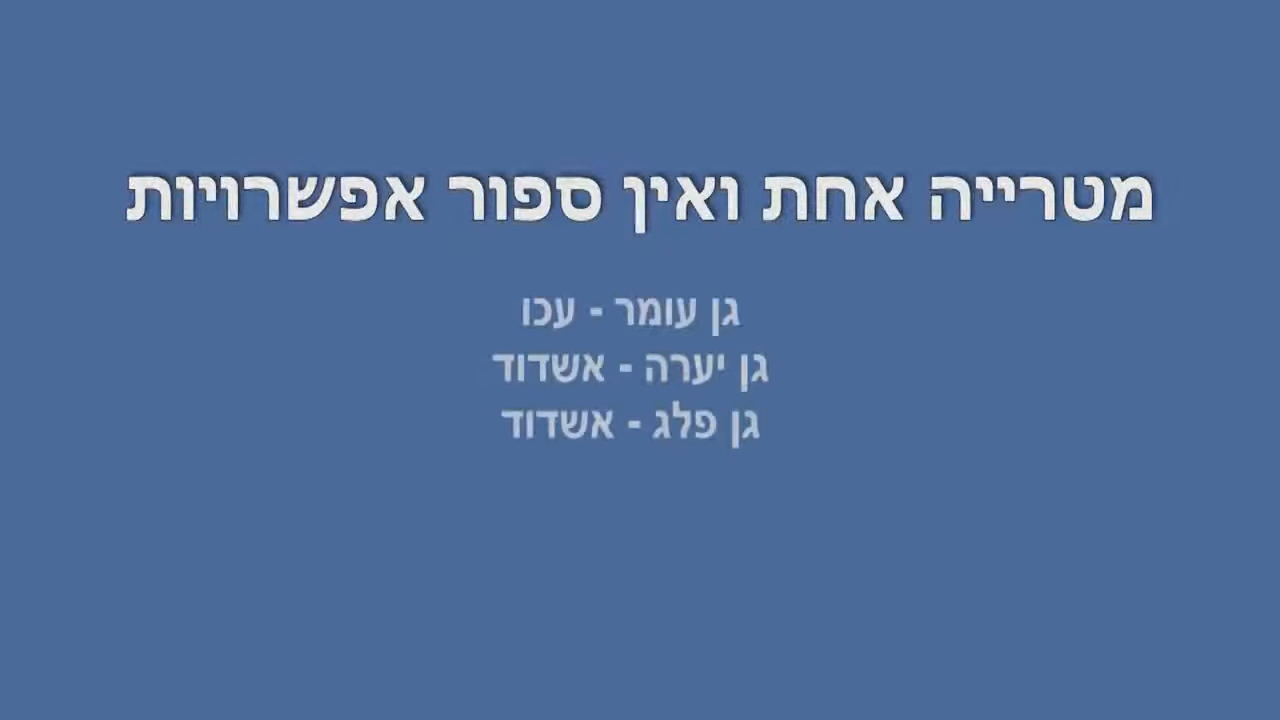 מטרייה אחת ואין ספור אפשרויות
גן עומר - עכו
גן יערה - אשדוד
גן פלג - אשדוד